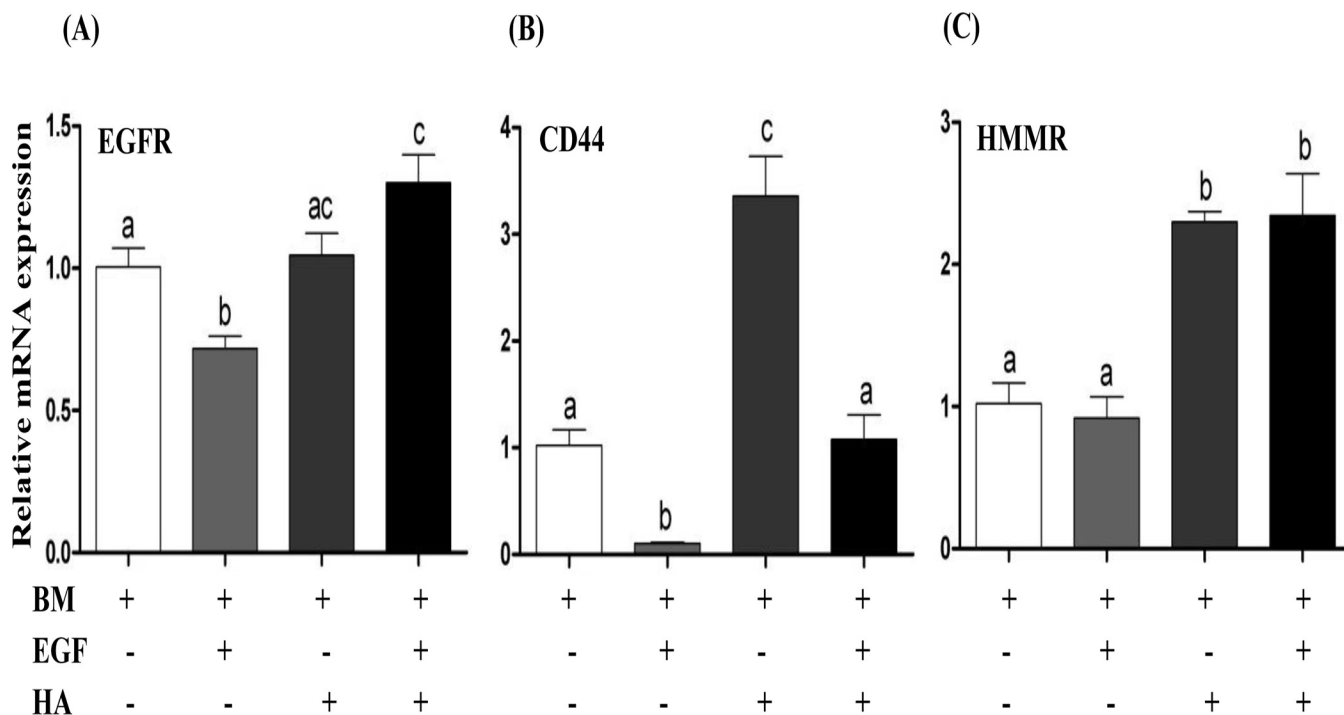 (A)
(B)
(C)
Relative mRNA expression
EGFR
1.5
1.0
0.5
0.0
a
b
ac
c
CD44
4
3
2
1
0
a
b
c
a
HMMR
3
2
1
0
a
a
b
b
BM + + + + + + + + + + + +
EGF - + - + - + - + - + - +
HA - - + + - - + + - - + +